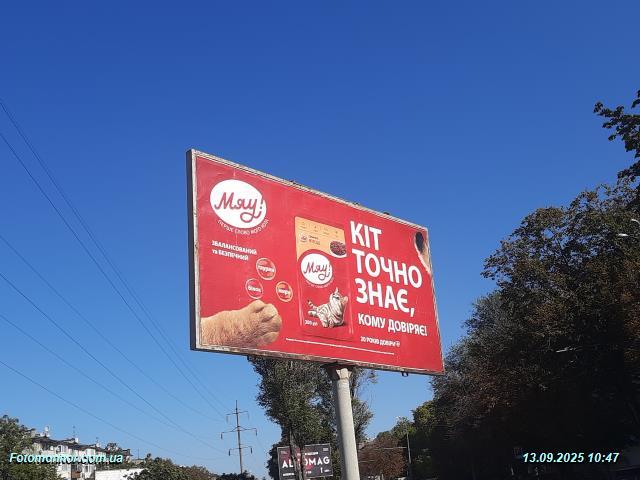 Мяу!
КІТ
ТОЧНО
ЗНАЄ,
КОМУ ДОВІРЯЄ!
20 РОКІВ ДОВІРИ
ЗБАЛАНСОВАНИЙ
та БЕЗПЕЧНИЙ
Мяу!
Fotomonitor.com.ua
13.09.2025 10:47